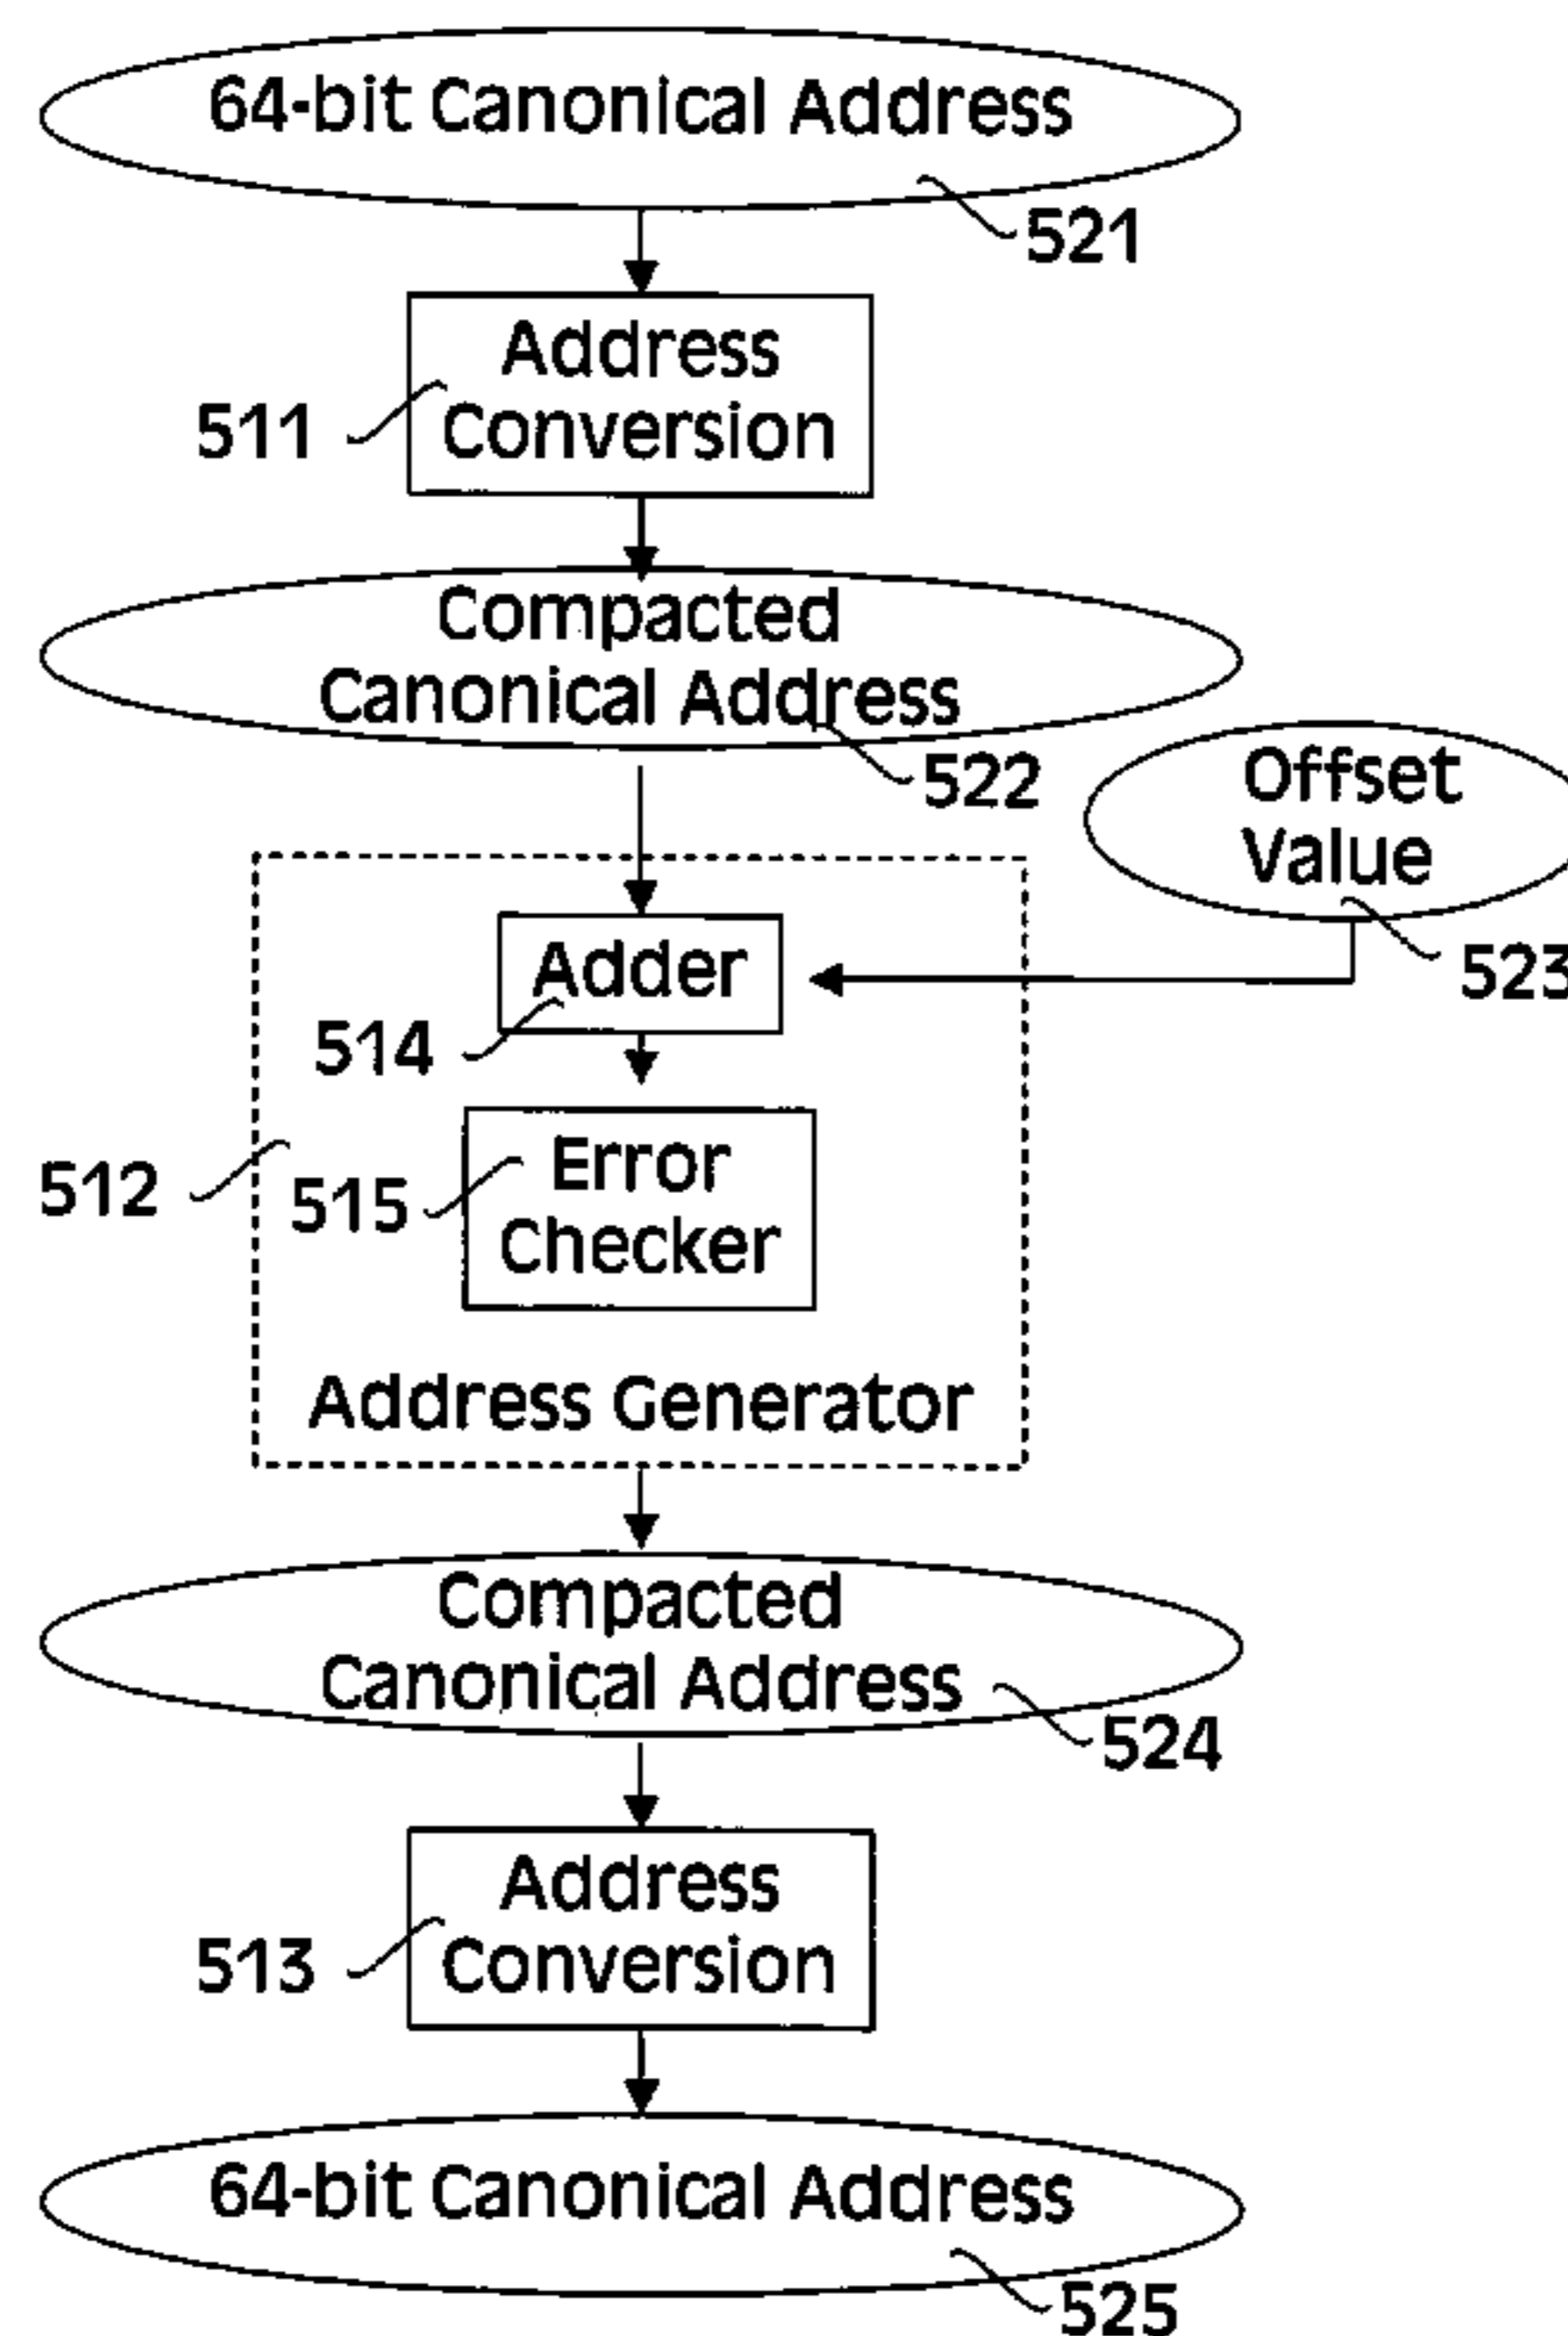 64-bit Canonical Address
521
Address
Conversion
511
Compacted
Canonical Address
522
Offset
Value
523
Adder
514
Error
Checker
515
512
Address Generator
Compacted
Canonical Address
524
Address
Conversion
513
64-bit Canonical Address
525